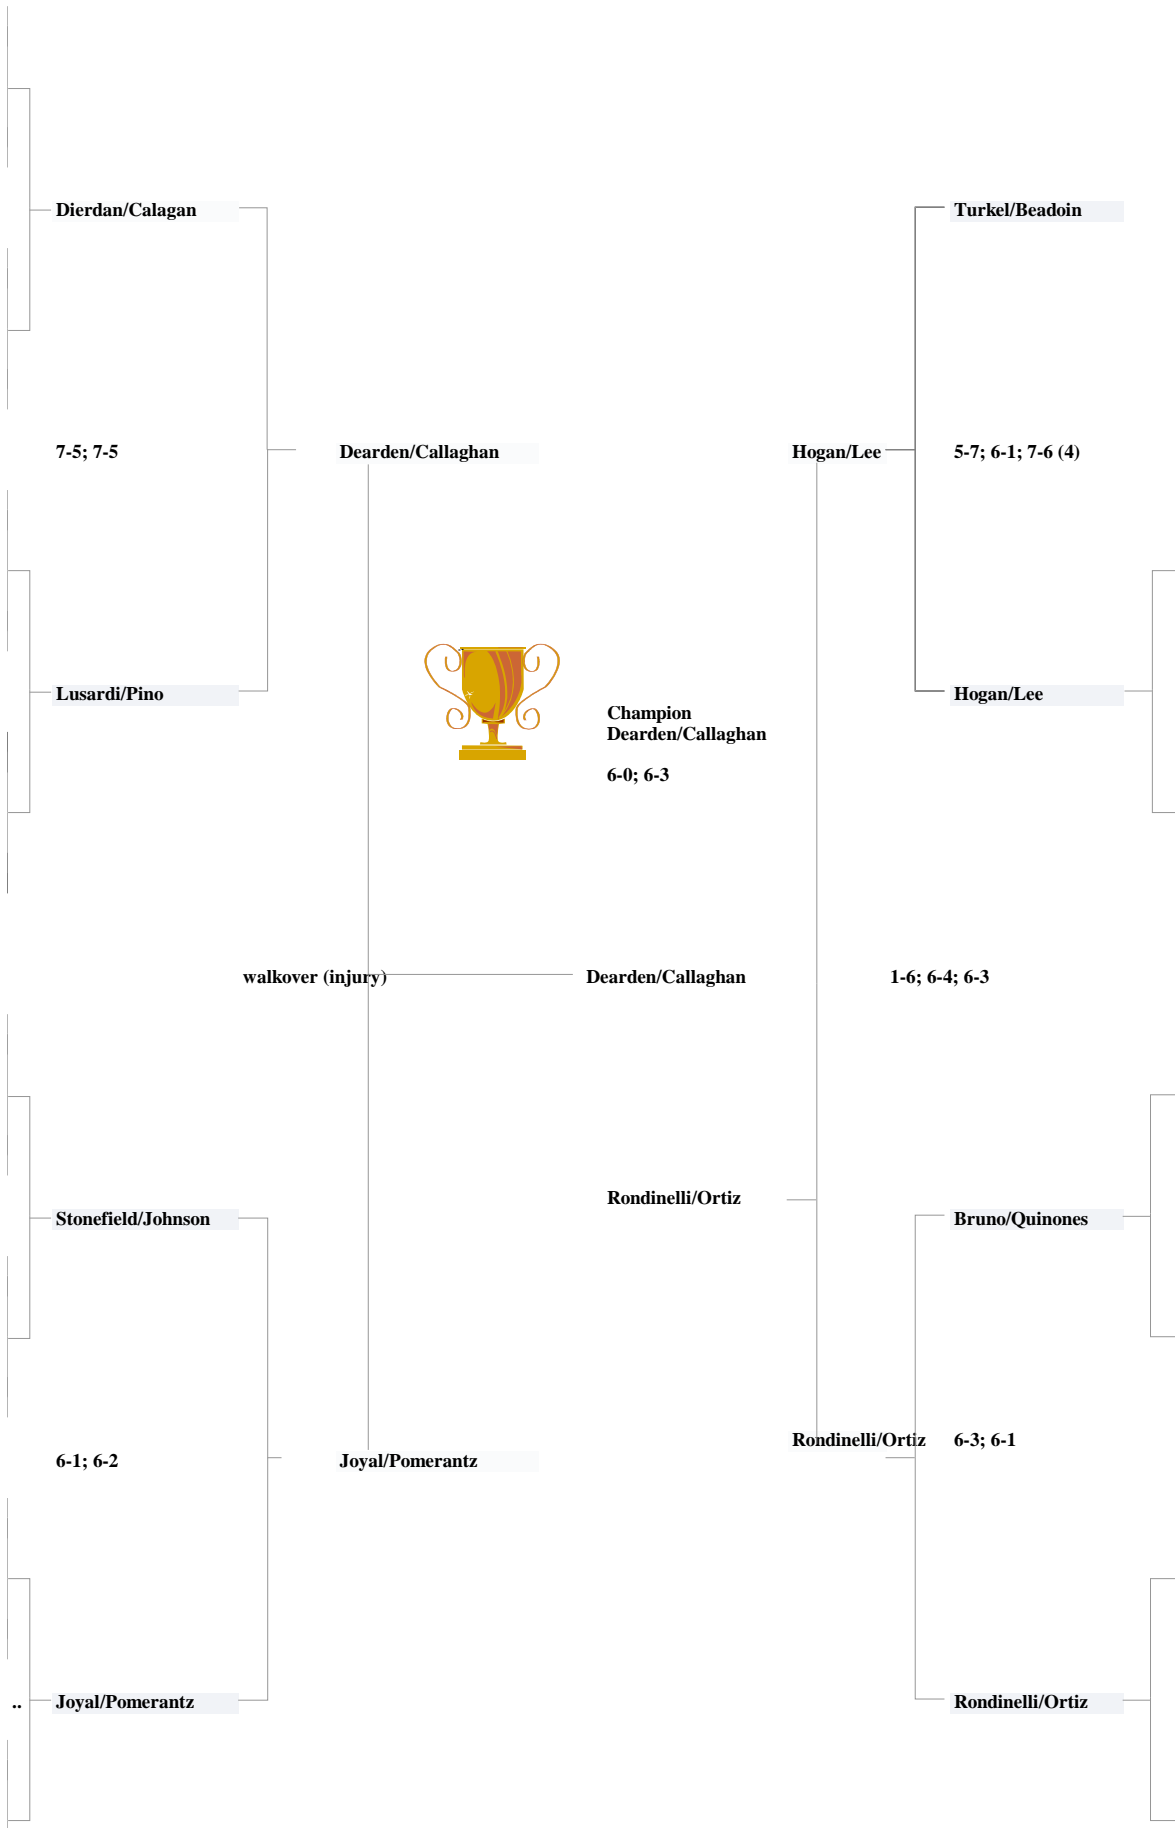 Dierdan/Calagan
Turkel/Beadoin
7-5; 7-5
Dearden/Callaghan
Hogan/Lee
5-7; 6-1; 7-6 (4)
Lusardi/Pino
Hogan/Lee
Champion
Dearden/Callaghan
6-0; 6-3
walkover (injury)
Dearden/Callaghan
1-6; 6-4; 6-3
Rondinelli/Ortiz
Stonefield/Johnson
Bruno/Quinones
Rondinelli/Ortiz
6-3; 6-1
6-1; 6-2
Joyal/Pomerantz
..
Joyal/Pomerantz
Rondinelli/Ortiz